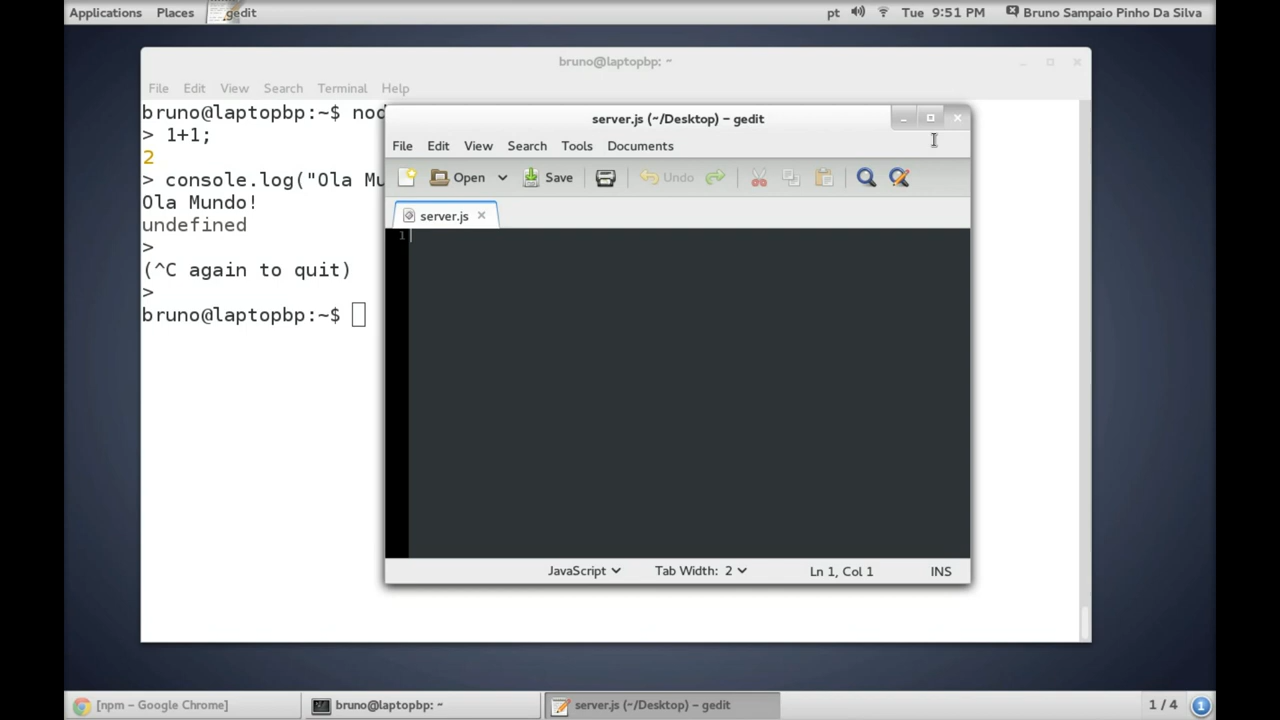 Applications Places gedit pt Tue 9:51 PM Bruno Sampaio Pinho Da Silva
bruno@laptopbp: ~
File Edit View Search Terminal Help
bruno@laptopbp:~$ nod
> 1+1;
2
> console.log("Ola Mu
Ola Mundo!
undefined
>
(^C again to quit)
>
bruno@laptopbp:~$
server.js (~/Desktop) – gedit
File Edit View Search Tools Documents
Open Save Undo
server.js
1
JavaScript Tab Width: 2 Ln 1, Col 1 INS
[npm – Google Chrome] bruno@laptopbp: ~ server.js (~/Desktop) – gedit 1 / 4 1